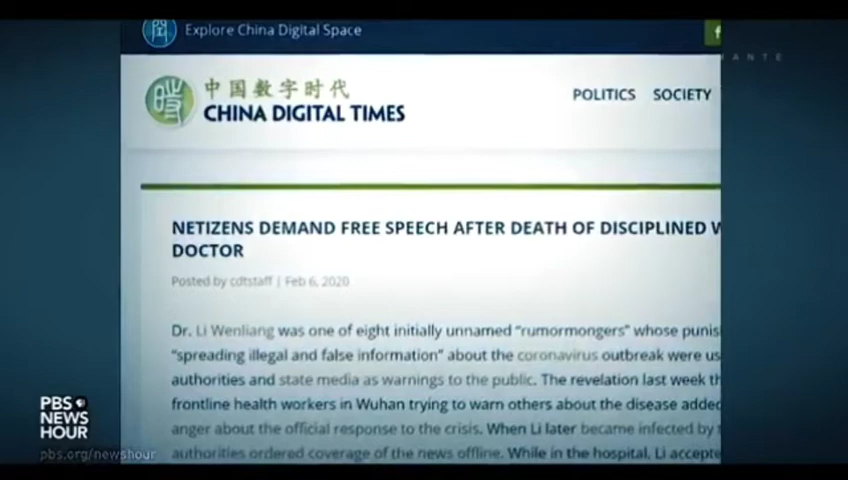 Explore China Digital Space
f
ANTE
中国数字时代
CHINA DIGITAL TIMES
POLITICS SOCIETY
NETIZENS DEMAND FREE SPEECH AFTER DEATH OF DISCIPLINED W
DOCTOR
Posted by cdtstaff | Feb 6, 2020
Dr. Li Wenliang was one of eight initially unnamed “rumormongers” whose punis
“spreading illegal and false information” about the coronavirus outbreak were us
authorities and state media as warnings to the public. The revelation last week th
frontline health workers in Wuhan trying to warn others about the disease added
anger about the official response to the crisis. When Li later became infected by t
authorities ordered coverage of the news offline. While in the hospital, Li accepte
PBS
NEWS
HOUR
pbs.org/newshour